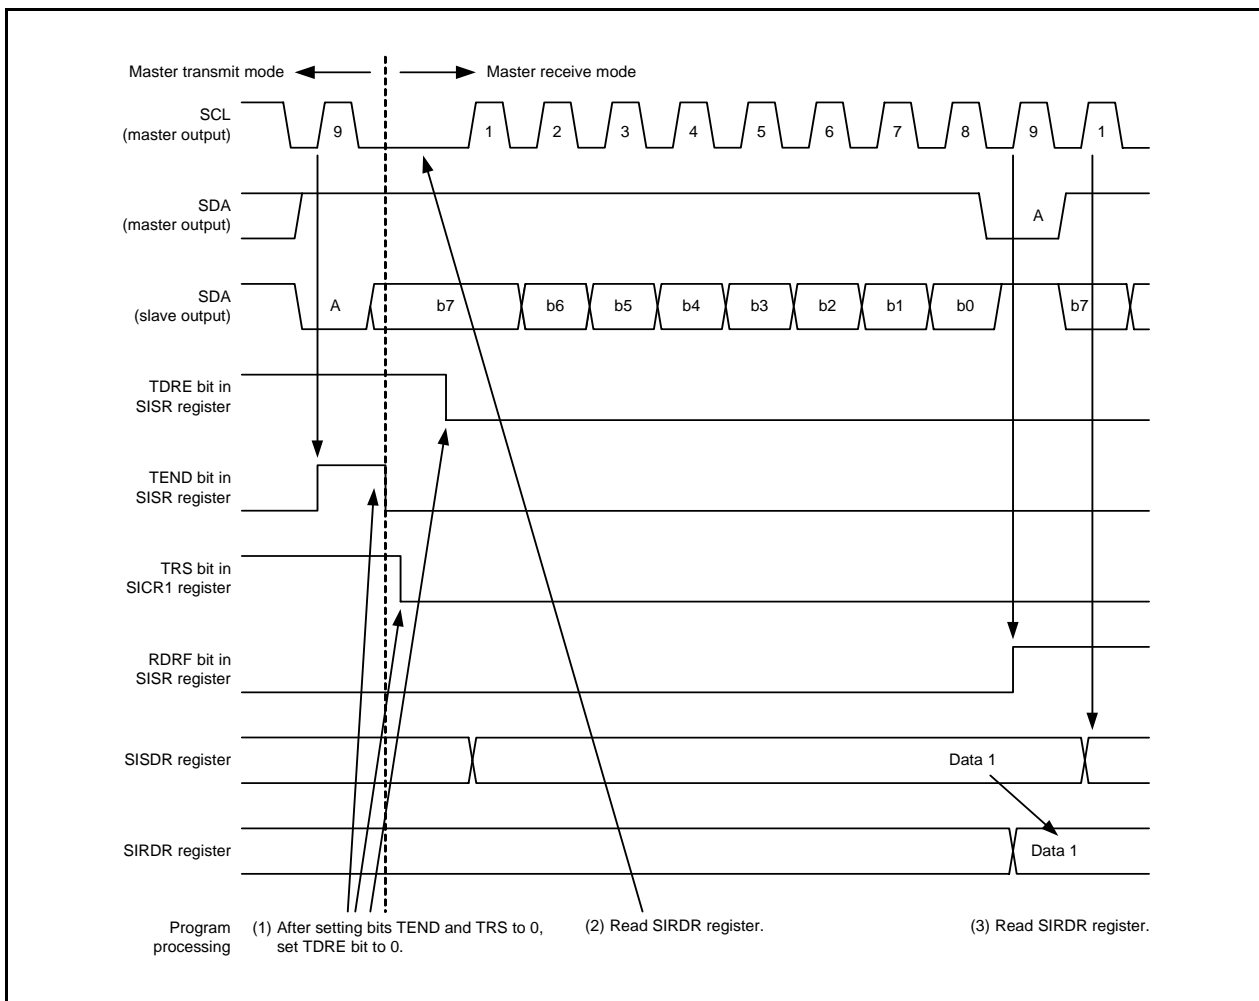 Master transmit mode
Master receive mode
SCL
(master output)
9 1 2 3 4 5 6 7 8 9 1
SDA
(master output)
A
SDA
(slave output)
A b7 b6 b5 b4 b3 b2 b1 b0 b7
TDRE bit in
SISR register
TEND bit in
SISR register
TRS bit in
SICR1 register
RDRF bit in
SISR register
SISDR register
Data 1
SIRDR register
Data 1
Program
processing
(1) After setting bits TEND and TRS to 0,
set TDRE bit to 0.
(2) Read SIRDR register.
(3) Read SIRDR register.